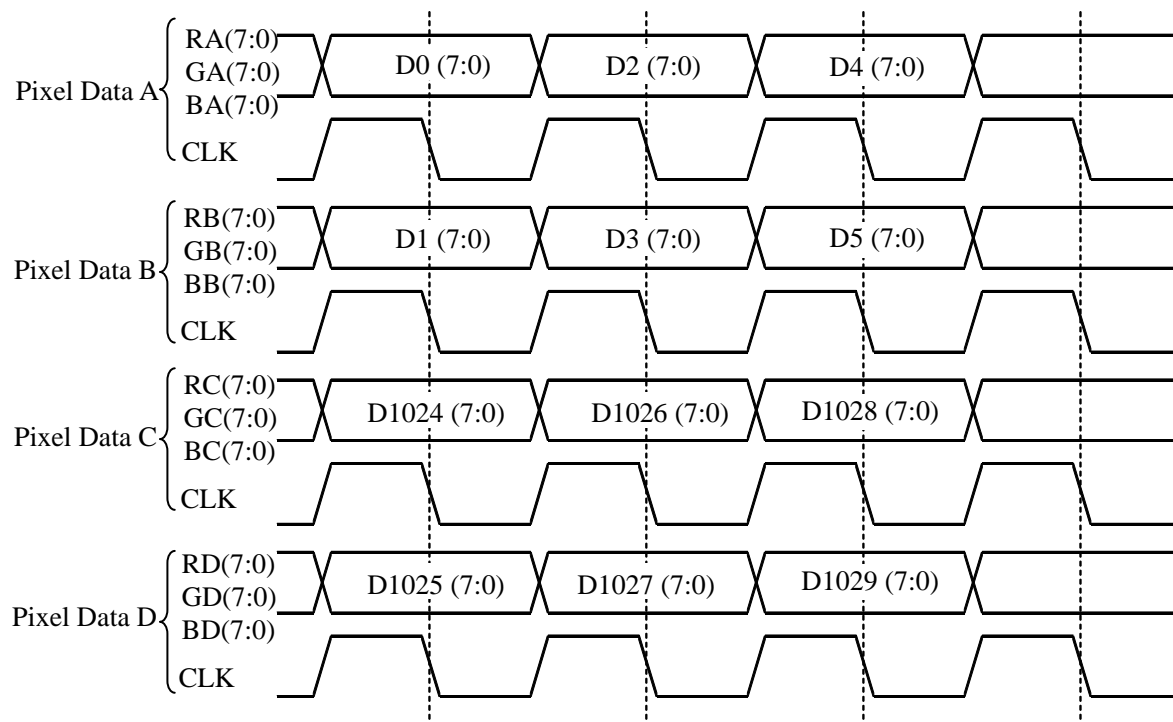 RA(7:0)
GA(7:0)
BA(7:0)
Pixel Data A
CLK
D0 (7:0)
D2 (7:0)
D4 (7:0)
RB(7:0)
GB(7:0)
BB(7:0)
Pixel Data B
CLK
D1 (7:0)
D3 (7:0)
D5 (7:0)
RC(7:0)
GC(7:0)
BC(7:0)
Pixel Data C
CLK
D1024 (7:0)
D1026 (7:0)
D1028 (7:0)
RD(7:0)
GD(7:0)
BD(7:0)
Pixel Data D
CLK
D1025 (7:0)
D1027 (7:0)
D1029 (7:0)